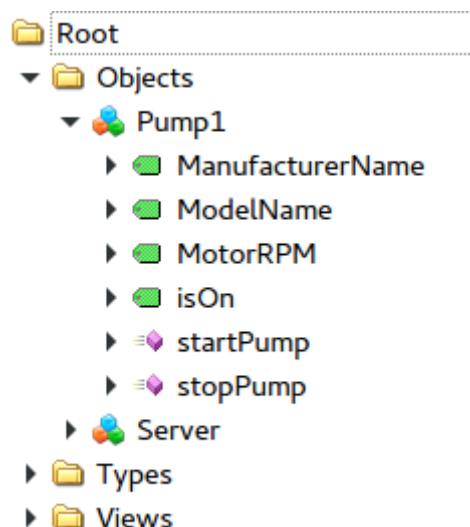 Root
Objects
Pump1
ManufacturerName
ModelName
MotorRPM
isOn
startPump
stopPump
Server
Types
Views